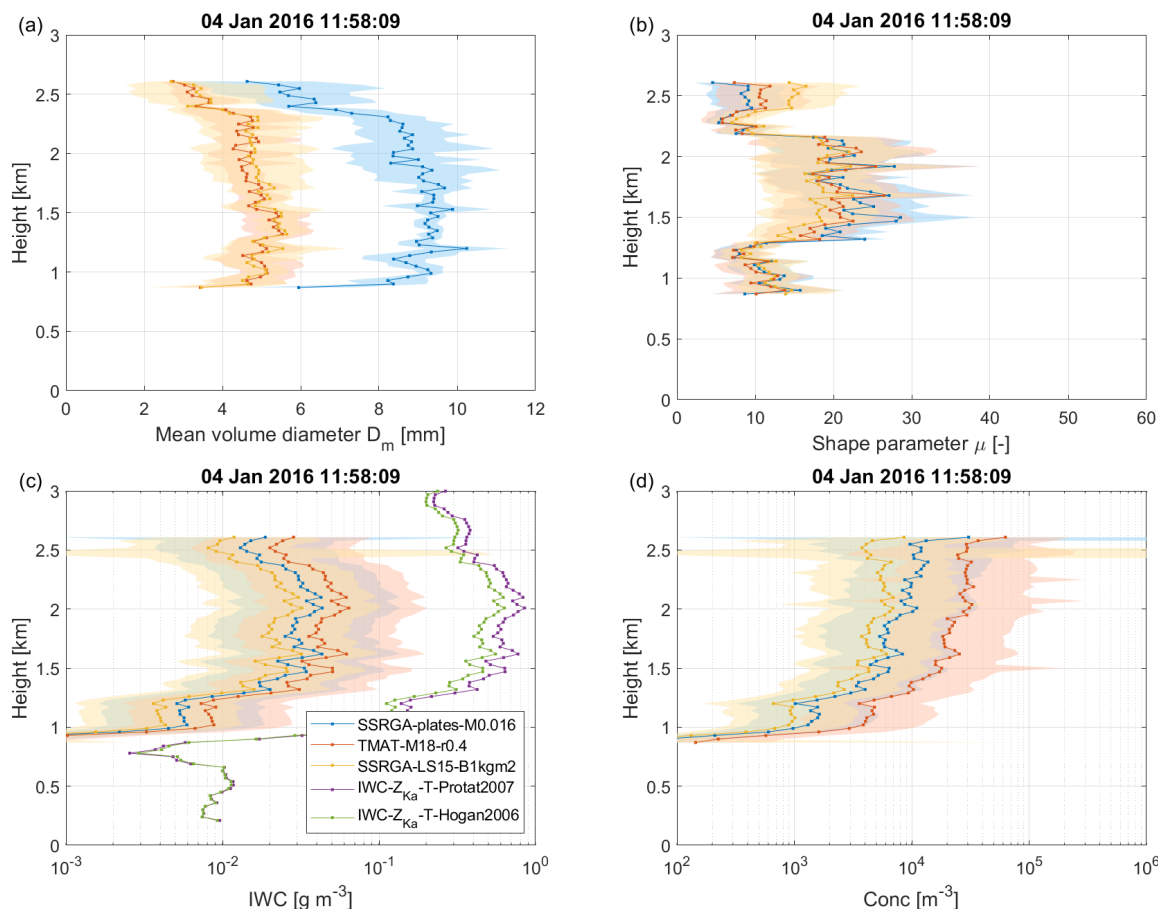 (a)
04 Jan 2016 11:58:09
3
2.5
2
1.5
1
0.5
0
Height [km]
0 2 4 6 8 10 12
Mean volume diameter D_m [mm]
(b)
04 Jan 2016 11:58:09
3
2.5
2
1.5
1
0.5
0
Height [km]
0 10 20 30 40 50 60
Shape parameter μ [-]
(c)
04 Jan 2016 11:58:09
3
2.5
2
1.5
1
0.5
0
Height [km]
SSRGA-plates-M0.016
TMAT-M18-r0.4
SSRGA-LS15-B1kgm2
IWC-Z_Ka-T-Protat2007
IWC-Z_Ka-T-Hogan2006
10^-3 10^-2 10^-1 10^0
IWC [g m^-3]
(d)
04 Jan 2016 11:58:09
3
2.5
2
1.5
1
0.5
0
Height [km]
10^2 10^3 10^4 10^5 10^6
Conc [m^-3]